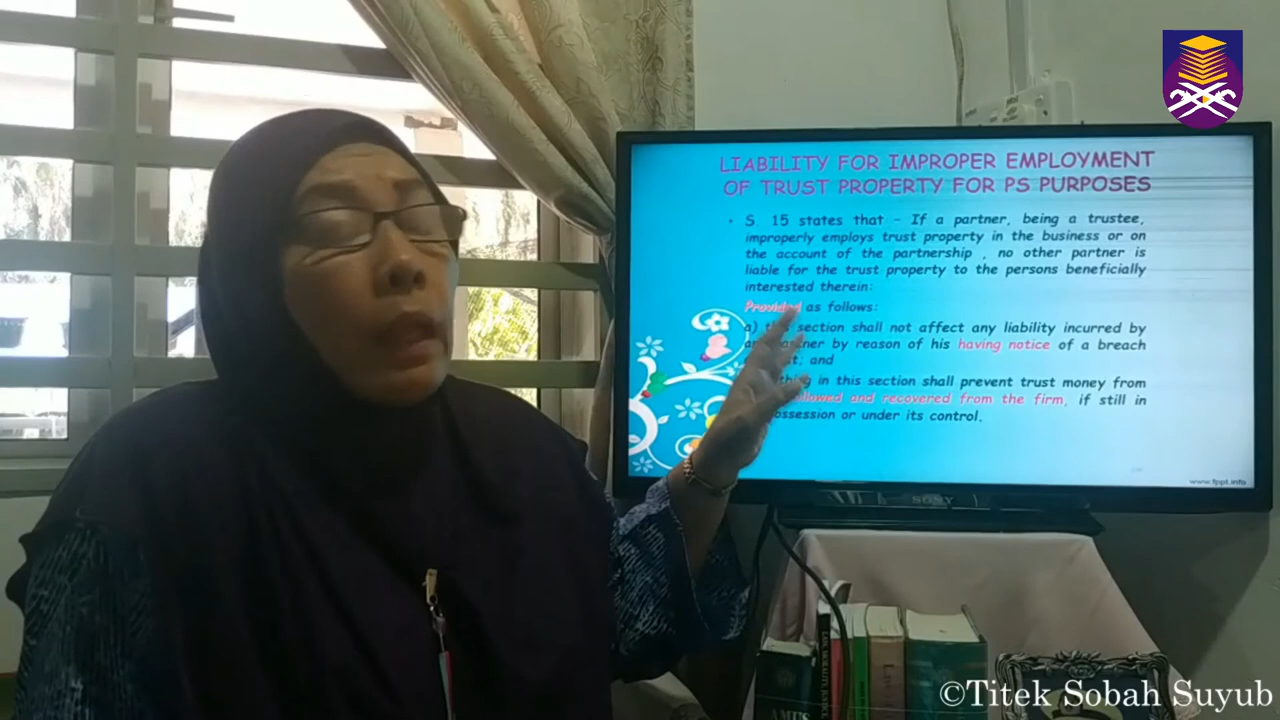 LIABILITY FOR IMPROPER EMPLOYMENT
OF TRUST PROPERTY FOR PS PURPOSES
• S. 15 states that – If a partner, being a trustee,
improperly employs trust property in the business or on
the account of the partnership , no other partner is
liable for the trust property to the persons beneficially
interested therein:
Provided as follows:
a) section shall not affect any liability incurred by
by reason of his having notice of a breach
and
in this section shall prevent trust money from
and recovered from the firm, if still in
or under its control.
www.fppt.info
SONY
©Titek Sobah Suyub